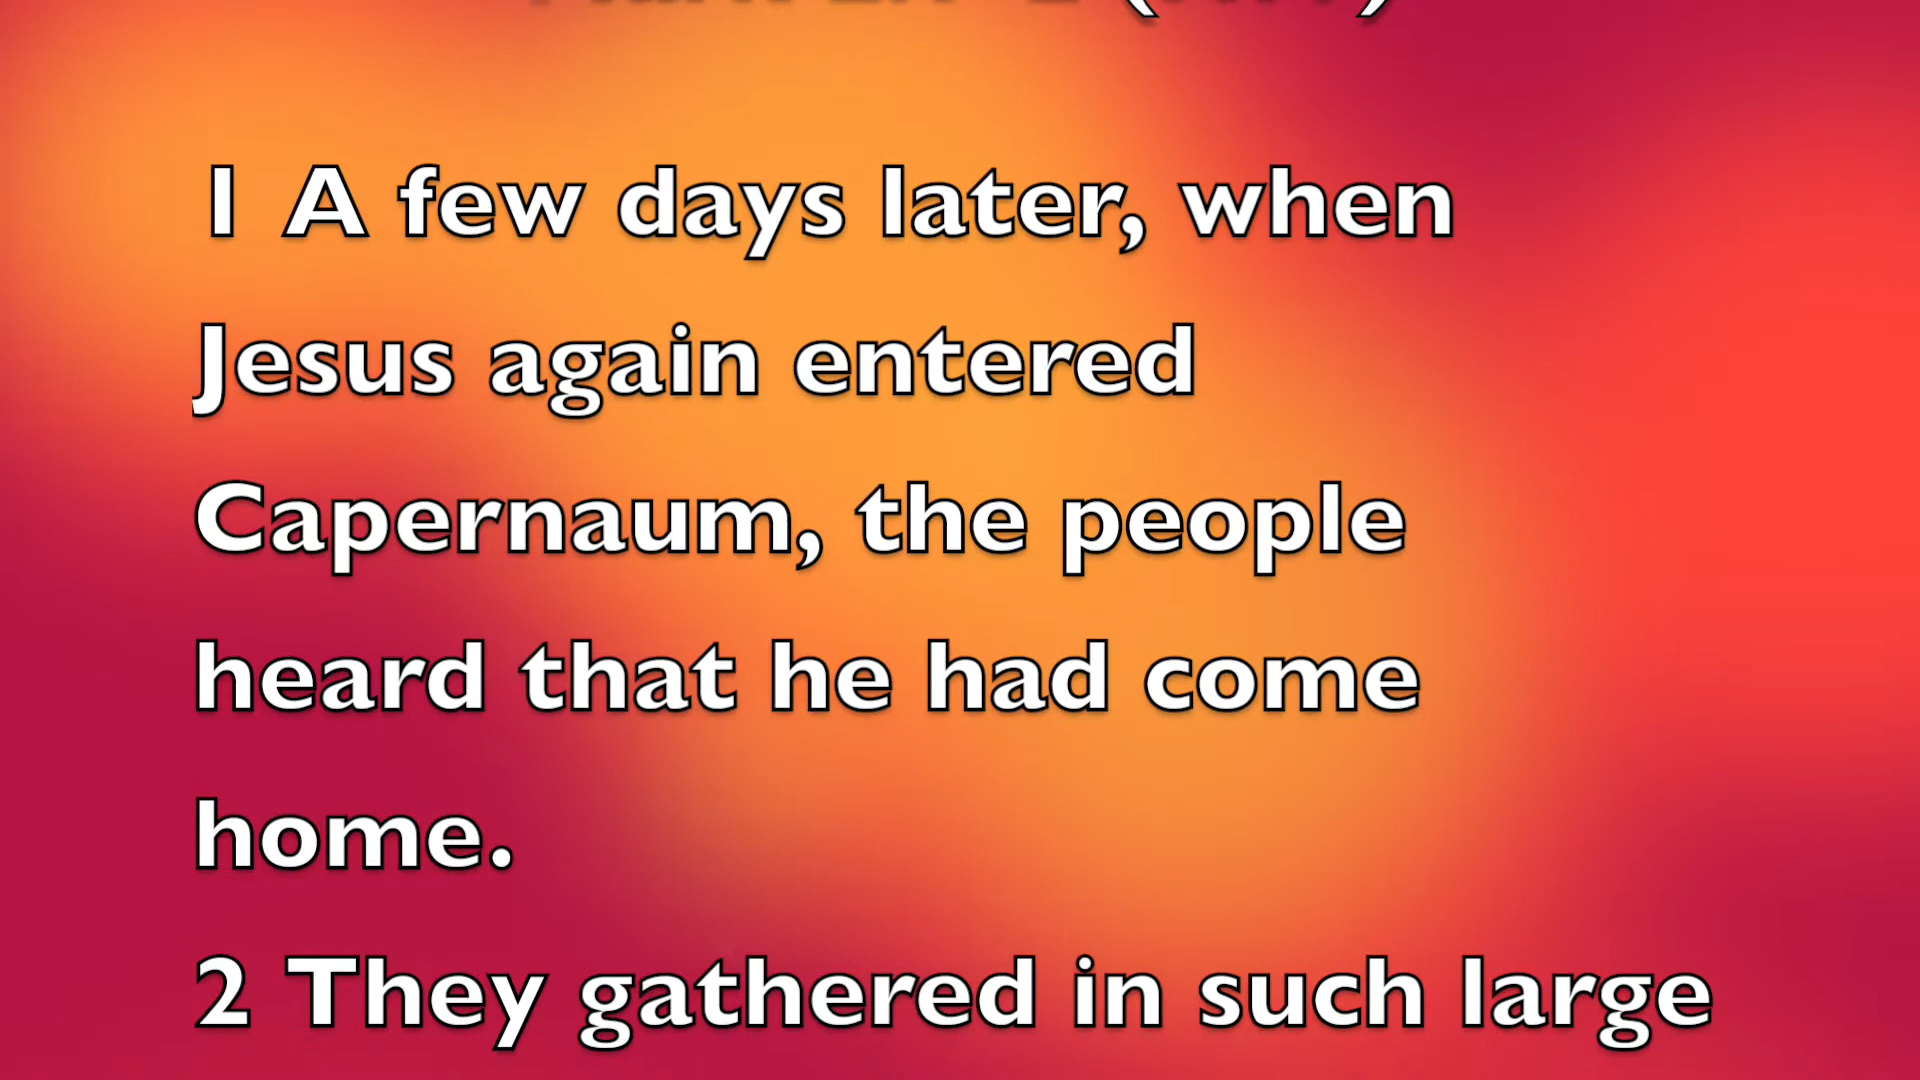 1 A few days later, when
Jesus again entered
Capernaum, the people
heard that he had come
home.
2 They gathered in such large